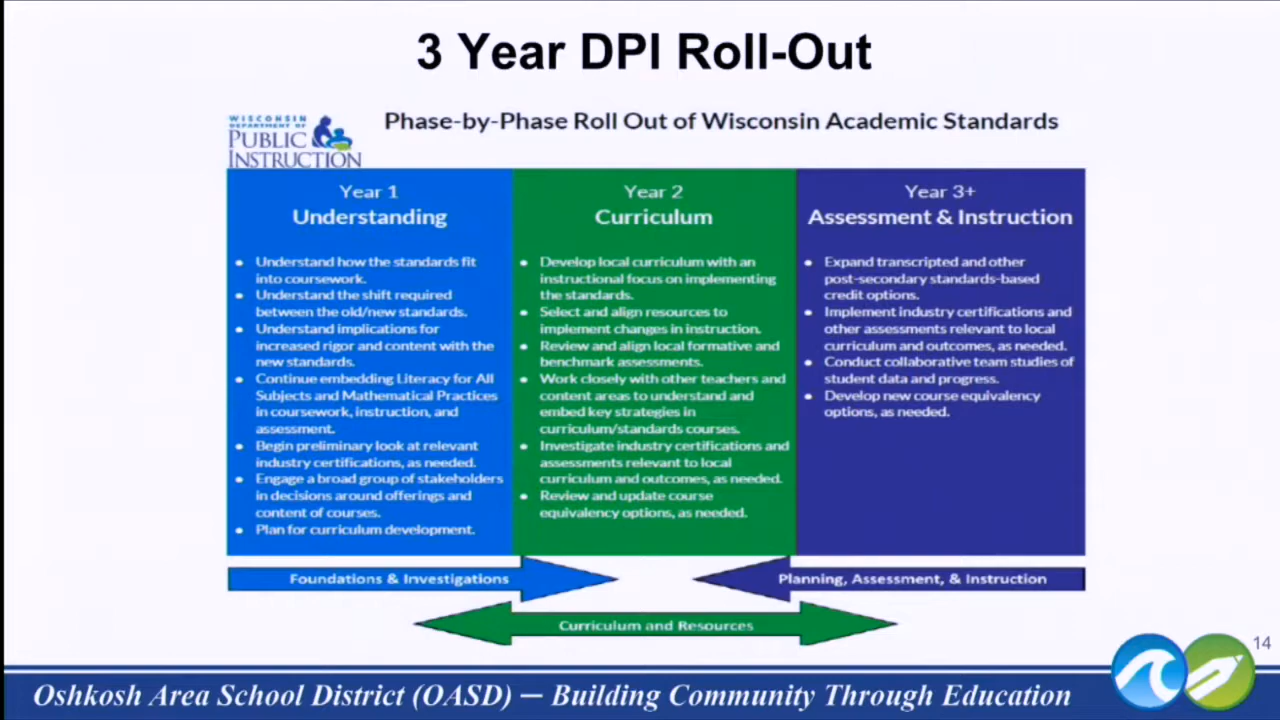 3 Year DPI Roll-Out
WISCONSIN
DEPARTMENT OF
PUBLIC
INSTRUCTION
Phase-by-Phase Roll Out of Wisconsin Academic Standards
Year 1
Understanding
• Understand how the standards fit
into coursework.
• Understand the shift required
between the old/new standards.
• Understand implications for
increased rigor and content with the
new standards.
• Continue embedding Literacy for All
Subjects and Mathematical Practices
in coursework, instruction, and
assessment.
• Begin preliminary look at relevant
industry certifications, as needed.
• Engage a broad group of stakeholders
in decisions around offerings and
content of courses.
• Plan for curriculum development.
Year 2
Curriculum
• Develop local curriculum with an
instructional focus on implementing
the standards.
• Select and align resources to
implement changes in instruction.
• Review and align local formative and
benchmark assessments.
• Work closely with other teachers and
content areas to understand and
embed key strategies in
curriculum/standards courses.
• Investigate industry certifications and
assessments relevant to local
curriculum and outcomes, as needed.
• Review and update course
equivalency options, as needed.
Year 3+
Assessment & Instruction
• Expand transcripted and other
post-secondary standards-based
credit options.
• Implement industry certifications and
other assessments relevant to local
curriculum and outcomes, as needed.
• Conduct collaborative team studies of
student data and progress.
• Develop new course equivalency
options, as needed.
Foundations & Investigations
Planning, Assessment, & Instruction
Curriculum and Resources
14
Oshkosh Area School District (OASD) — Building Community Through Education